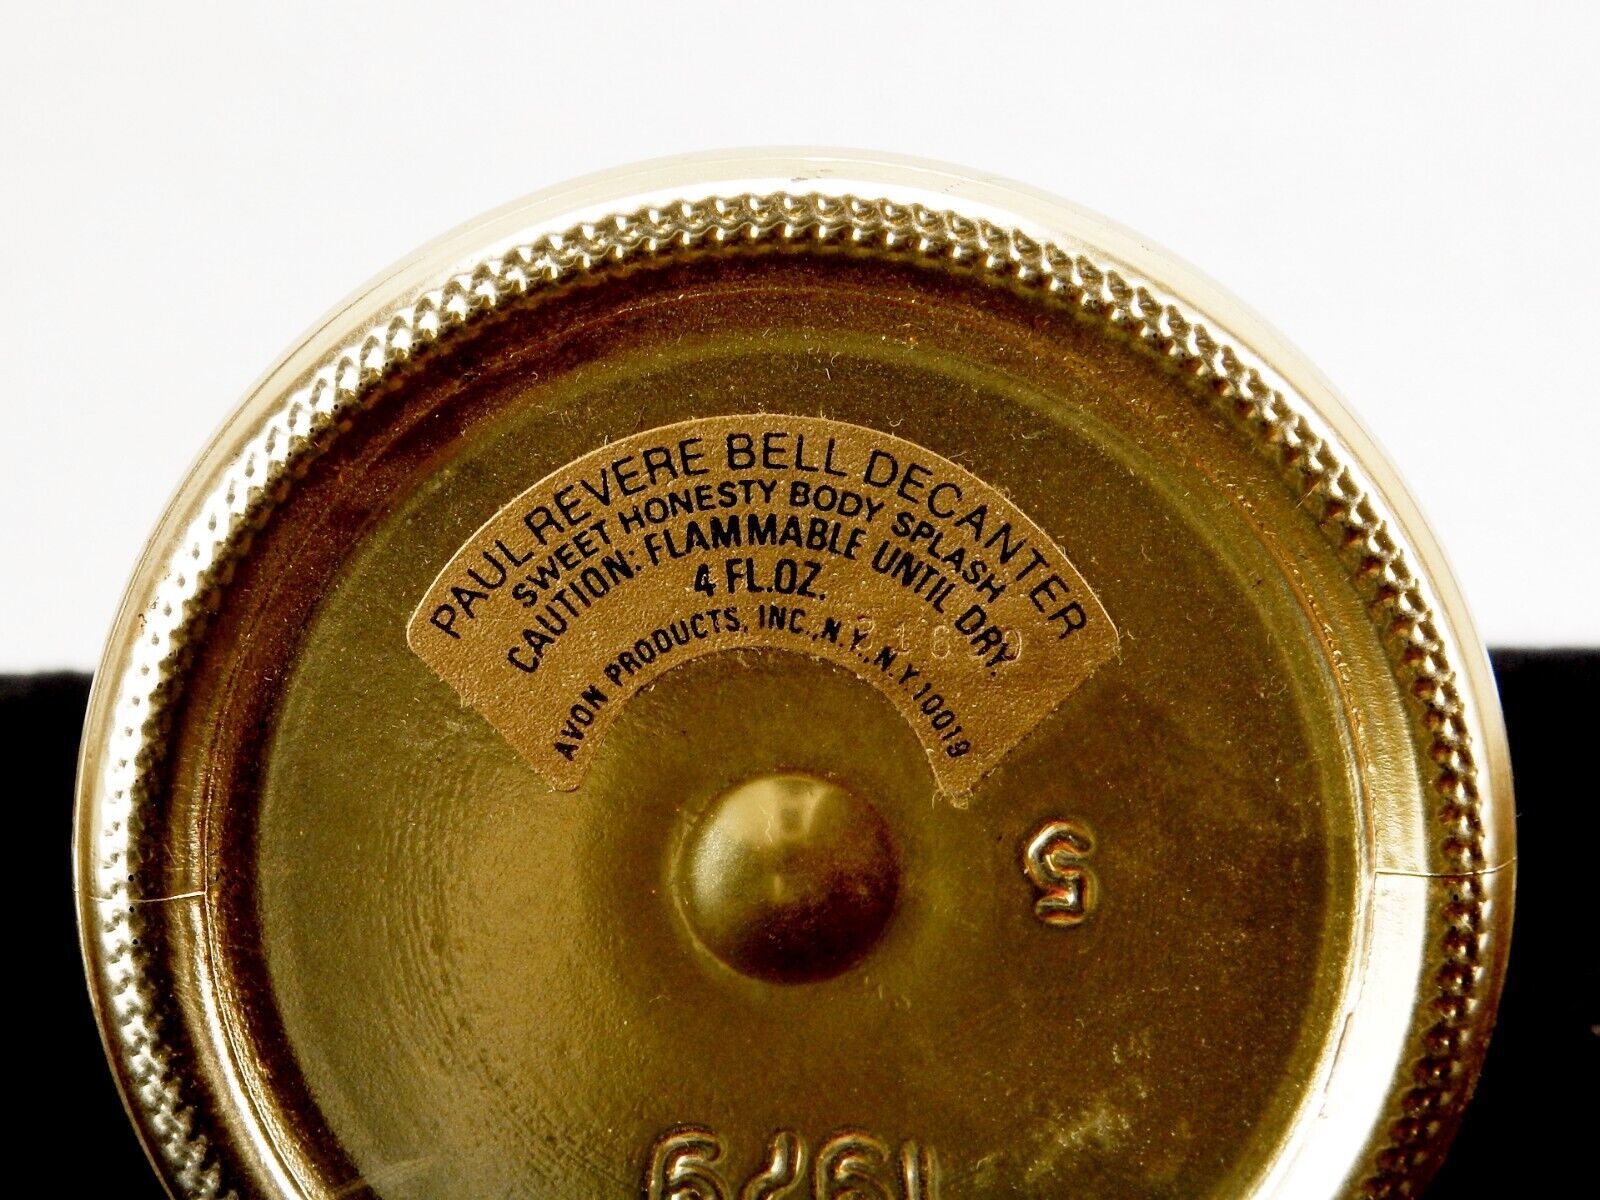 PAUL REVERE BELL DECANTER
SWEET HONESTY BODY SPLASH
CAUTION: FLAMMABLE UNTIL DRY.
4 FL.OZ.
AVON PRODUCTS, INC., N.Y., N.Y. 10019
5
1979